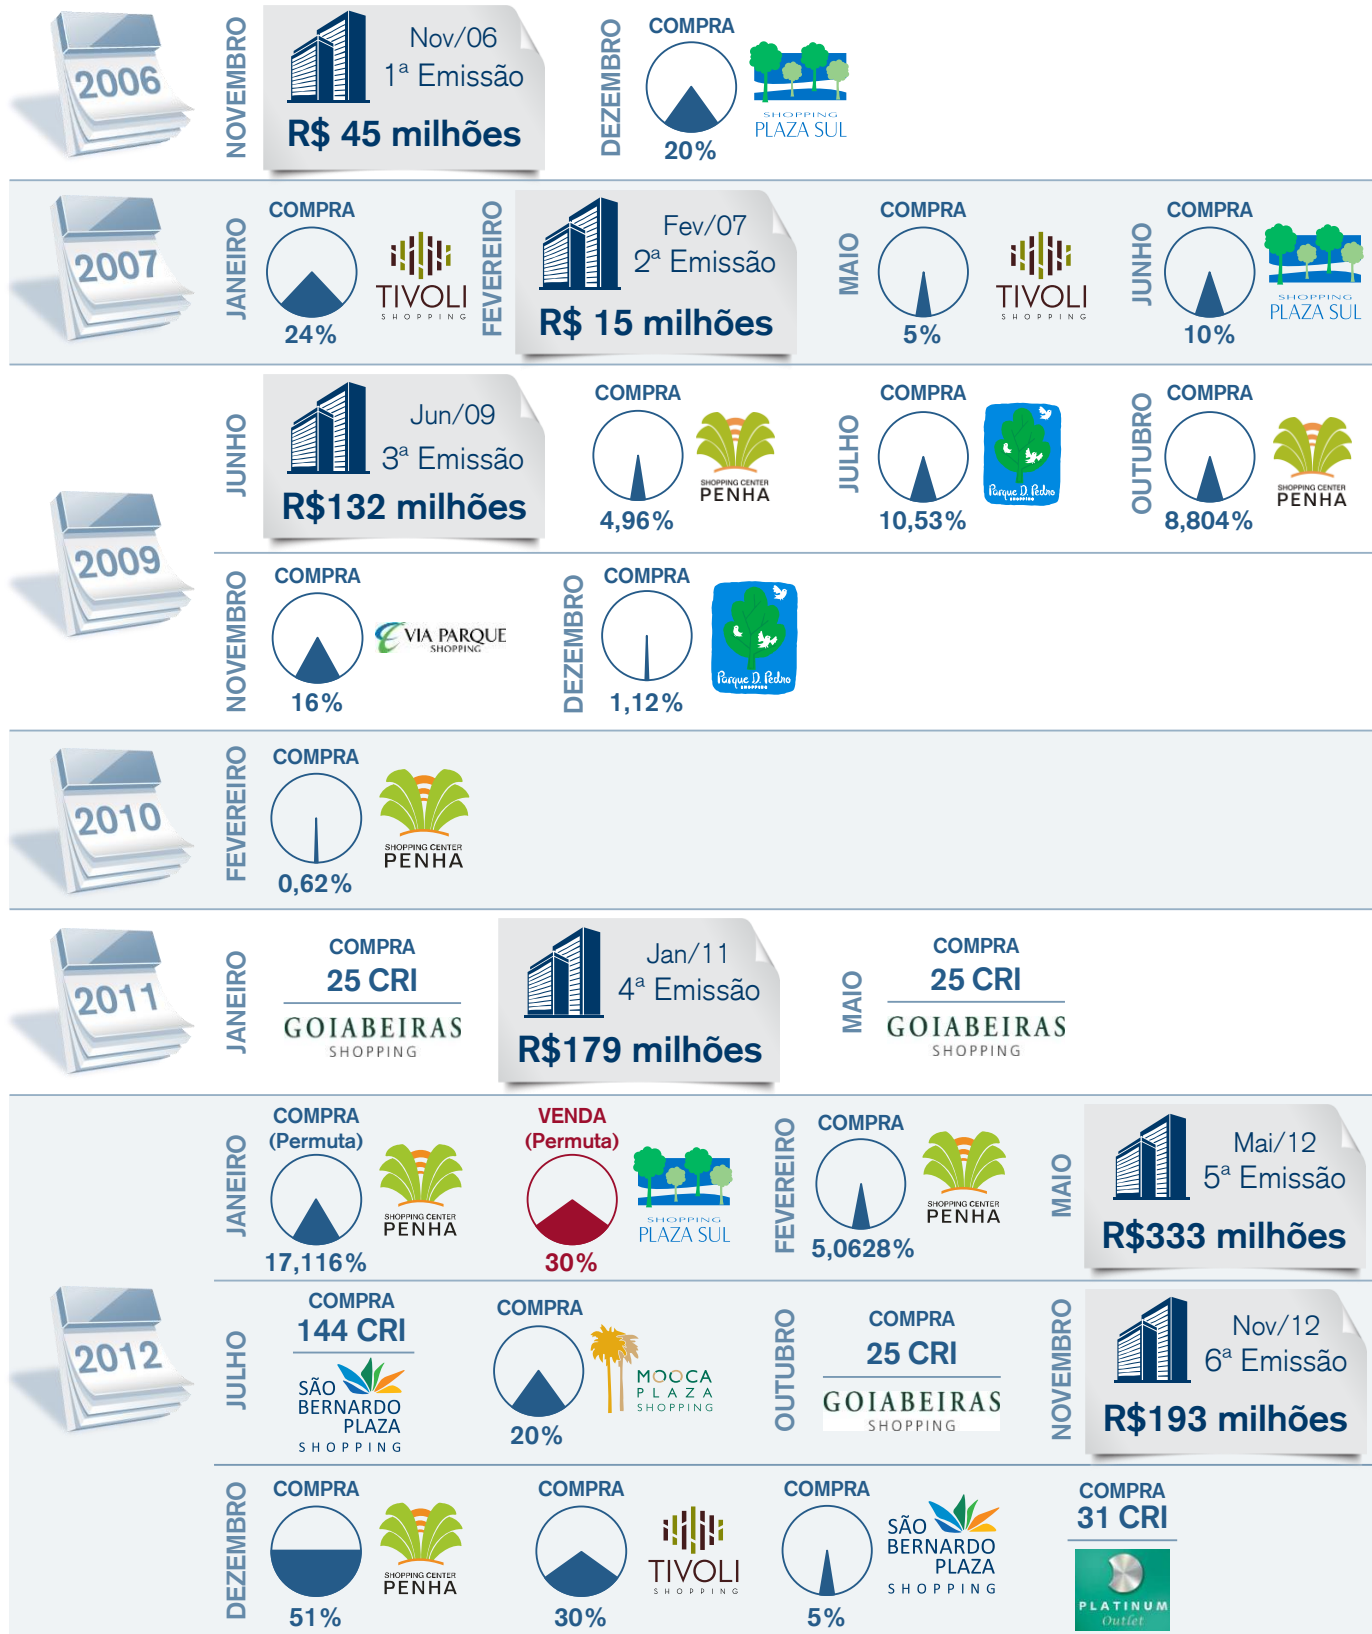 2006
NOVEMBRO
Nov/06
1ª Emissão
R$ 45 milhões
DEZEMBRO
COMPRA
20%
SHOPPING
PLAZA SUL
2007
JANEIRO
COMPRA
24%
TIVOLI
SHOPPING
FEVEREIRO
Fev/07
2ª Emissão
R$ 15 milhões
MAIO
COMPRA
5%
TIVOLI
SHOPPING
JUNHO
COMPRA
10%
SHOPPING
PLAZA SUL
2009
JUNHO
Jun/09
3ª Emissão
R$132 milhões
COMPRA
4,96%
SHOPPING CENTER
PENHA
JULHO
COMPRA
10,53%
Parque D. Pedro
SHOPPING
OUTUBRO
COMPRA
8,804%
SHOPPING CENTER
PENHA
NOVEMBRO
COMPRA
16%
VIA PARQUE
SHOPPING
DEZEMBRO
COMPRA
1,12%
Parque D. Pedro
SHOPPING
2010
FEVEREIRO
COMPRA
0,62%
SHOPPING CENTER
PENHA
2011
JANEIRO
COMPRA
25 CRI
GOIABEIRAS
SHOPPING
Jan/11
4ª Emissão
R$179 milhões
MAIO
COMPRA
25 CRI
GOIABEIRAS
SHOPPING
2012
JANEIRO
COMPRA
(Permuta)
17,116%
SHOPPING CENTER
PENHA
VENDA
(Permuta)
30%
SHOPPING
PLAZA SUL
FEVEREIRO
COMPRA
5,0628%
SHOPPING CENTER
PENHA
MAIO
Mai/12
5ª Emissão
R$333 milhões
JULHO
COMPRA
144 CRI
SÃO
BERNARDO
PLAZA
SHOPPING
COMPRA
20%
MOOCA
PLAZA
SHOPPING
OUTUBRO
COMPRA
25 CRI
GOIABEIRAS
SHOPPING
NOVEMBRO
Nov/12
6ª Emissão
R$193 milhões
DEZEMBRO
COMPRA
51%
SHOPPING CENTER
PENHA
COMPRA
30%
TIVOLI
SHOPPING
COMPRA
5%
SÃO
BERNARDO
PLAZA
SHOPPING
COMPRA
31 CRI
PLATINUM
Outlet